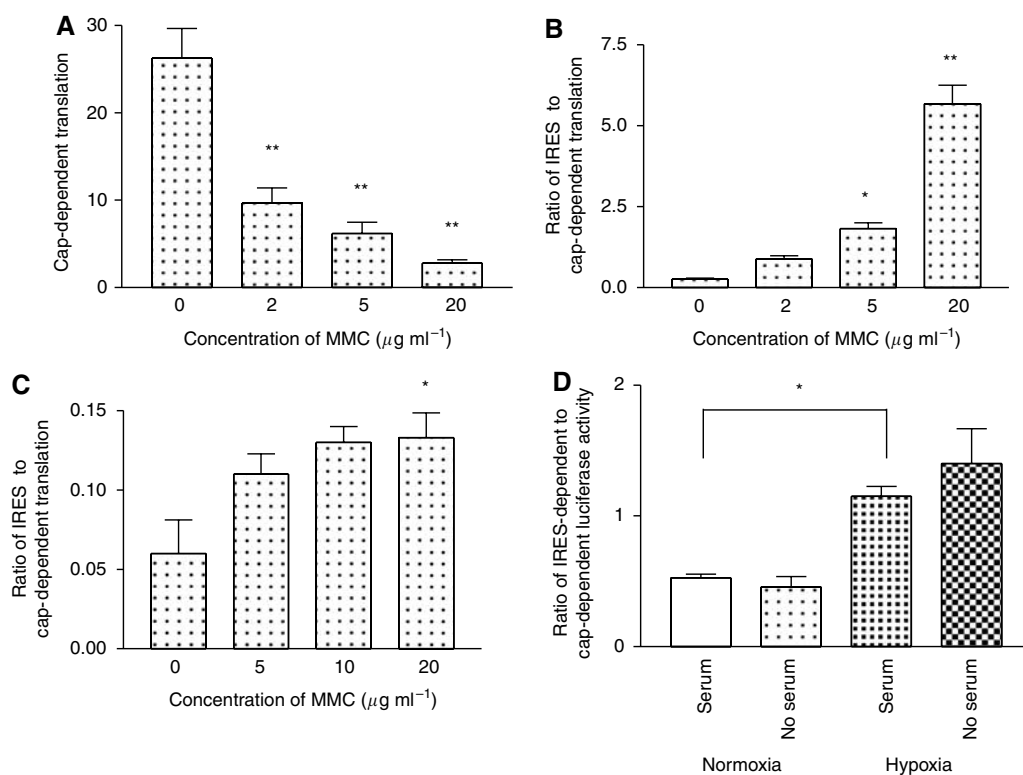 A
Cap-dependent translation
30
20
10
0
**
**
**
0 2 5 20
Concentration of MMC (μg ml⁻¹)
B
Ratio of IRES to
cap-dependent translation
7.5
5.0
2.5
0.0
*
**
0 2 5 20
Concentration of MMC (μg ml⁻¹)
C
Ratio of IRES to
cap-dependent translation
0.15
0.10
0.05
0.00
*
0 5 10 20
Concentration of MMC (μg ml⁻¹)
D
Ratio of IRES-dependent to
cap-dependent luciferase activity
2
1
0
*
Serum
No serum
Serum
No serum
Normoxia Hypoxia